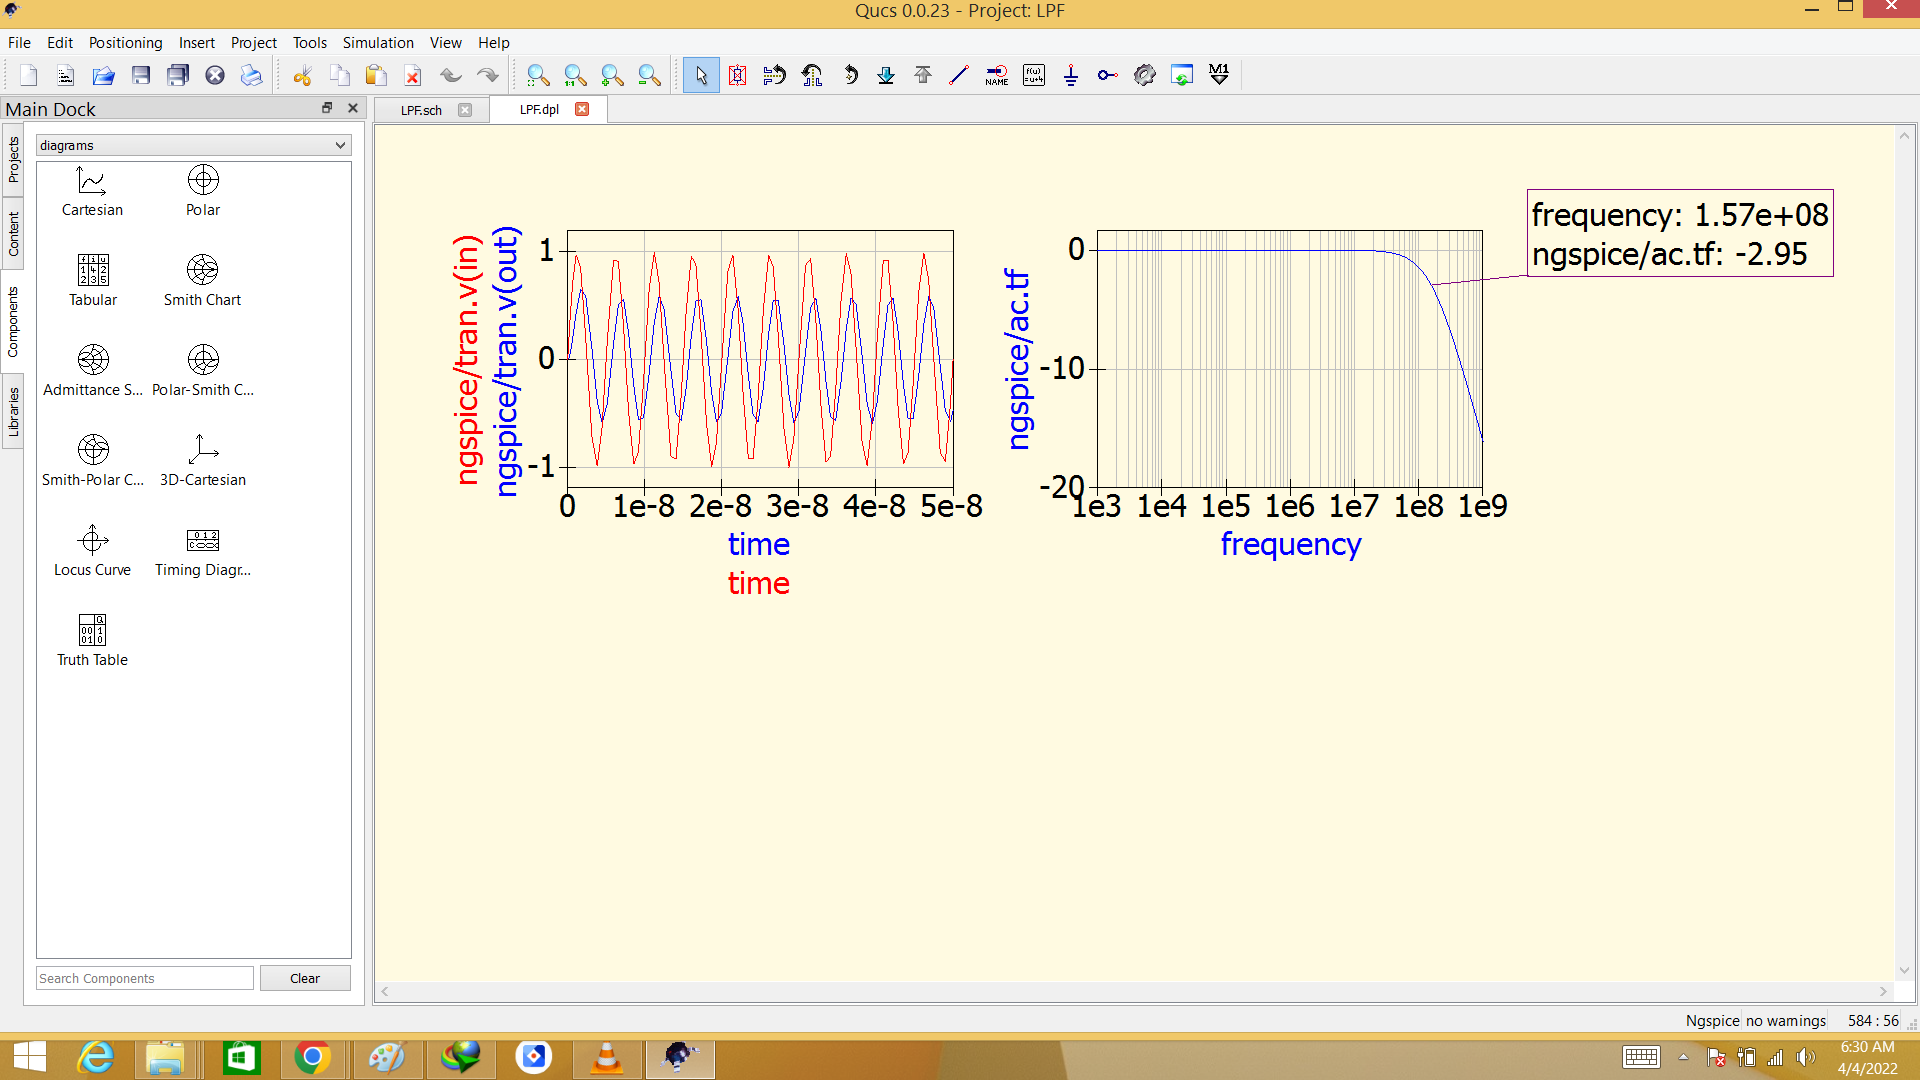 Qucs 0.0.23 - Project: LPF
File Edit Positioning Insert Project Tools Simulation View Help
1:1
NAME
f(u)
=u+4
M1
Main Dock
LPF.sch
LPF.dpl
Projects
Content
Components
Libraries
diagrams
Cartesian
Polar
Tabular
Smith Chart
Admittance S...
Polar-Smith C...
Smith-Polar C...
3D-Cartesian
Locus Curve
Timing Diagr...
Truth Table
Search Components
Clear
ngspice/tran.v(in)
ngspice/tran.v(out)
1
0
-1
0 1e-8 2e-8 3e-8 4e-8 5e-8
time
time
ngspice/ac.tf
0
-10
-20
1e3 1e4 1e5 1e6 1e7 1e8 1e9
frequency
frequency: 1.57e+08
ngspice/ac.tf: -2.95
Ngspice no warnings 584 : 56
6:30 AM
4/4/2022